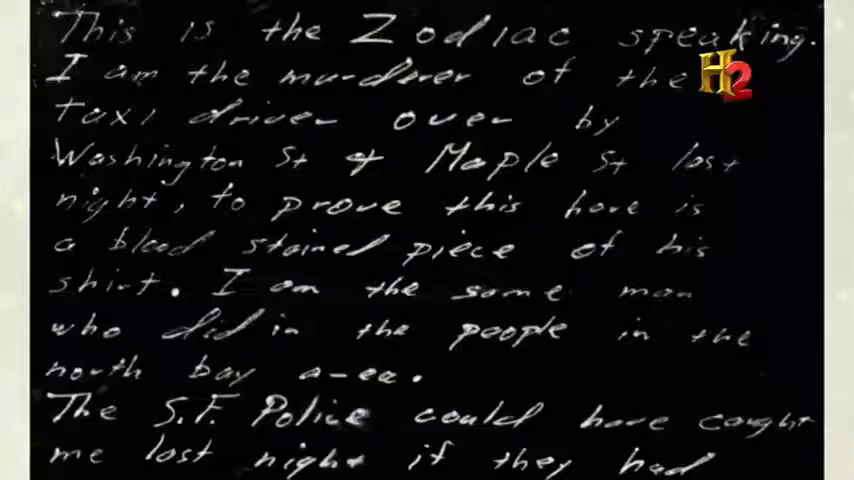 This is the Zodiac speaking.
I am the murderer of the
taxi driver over by
Washington St & Maple St last
night, to prove this here is
a blood stained piece of his
shirt. I am the same man
who did in the people in the
north bay area.
The S.F. Police could have caught
me last night if they had
H2